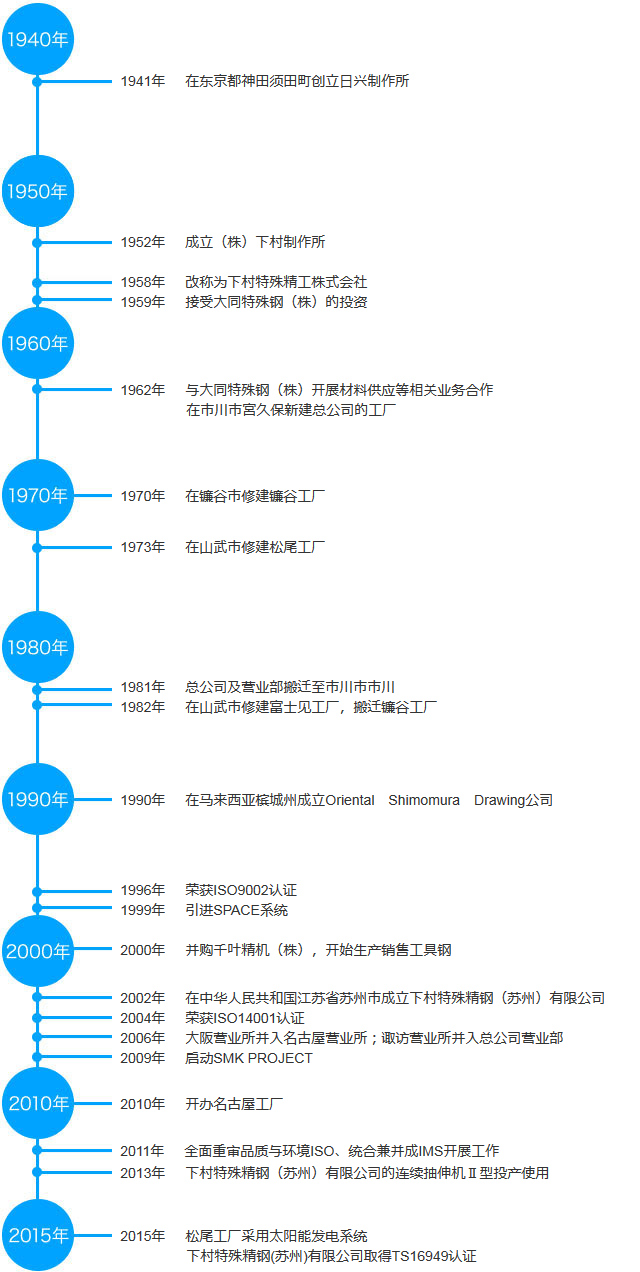 1940年
1941年 在东京都神田须田町创立日兴制作所
1950年
1952年 成立（株）下村制作所
1958年 改称为下村特殊精工株式会社
1959年 接受大同特殊钢（株）的投资
1960年
1962年 与大同特殊钢（株）开展材料供应等相关业务合作
在市川市宫久保新建总公司的工厂
1970年
1970年 在镰谷市修建镰谷工厂
1973年 在山武市修建松尾工厂
1980年
1981年 总公司及营业部搬迁至市川市市川
1982年 在山武市修建富士见工厂，搬迁镰谷工厂
1990年
1990年 在马来西亚槟城州成立Oriental Shimomura Drawing公司
1996年 荣获ISO9002认证
1999年 引进SPACE系统
2000年
2000年 并购千叶精机（株），开始生产销售工具钢
2002年 在中华人民共和国江苏省苏州市成立下村特殊精钢（苏州）有限公司
2004年 荣获ISO14001认证
2006年 大阪营业所并入名古屋营业所；诹访营业所并入总公司营业部
2009年 启动SMK PROJECT
2010年
2010年 开办名古屋工厂
2011年 全面重审品质与环境ISO、统合兼并成IMS开展工作
2013年 下村特殊精钢（苏州）有限公司的连续抽伸机Ⅱ型投产使用
2015年
2015年 松尾工厂采用太阳能发电系统
下村特殊精钢(苏州)有限公司取得TS16949认证